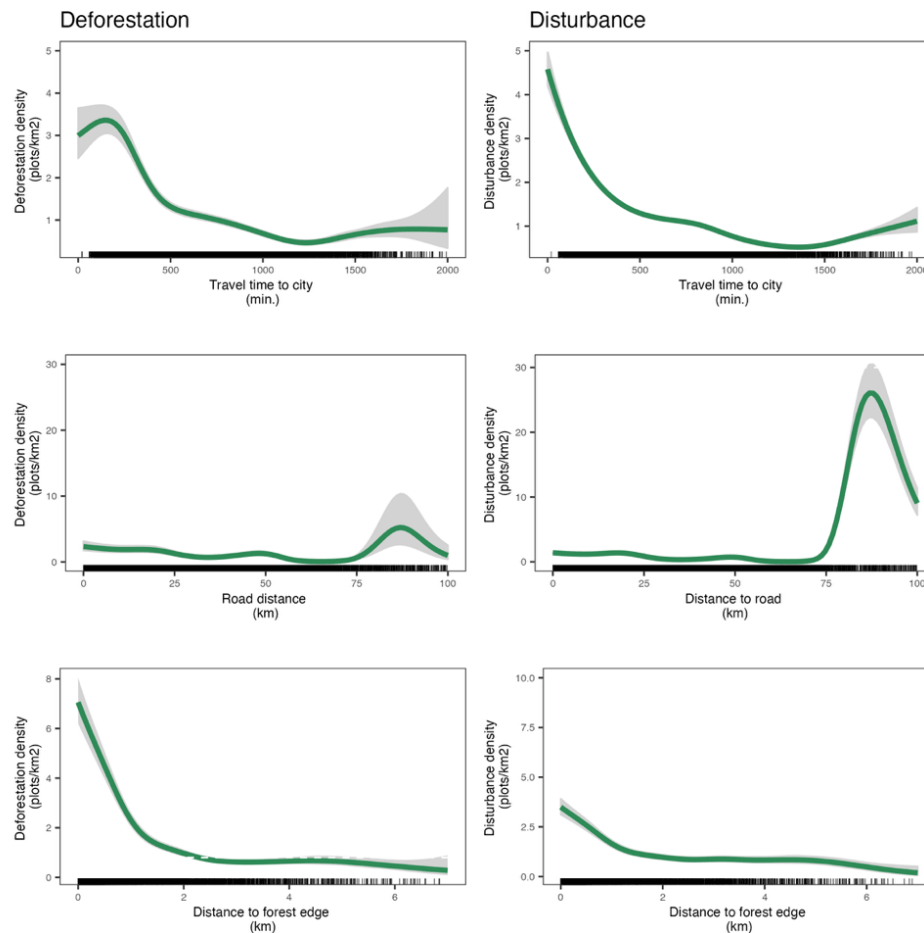 Deforestation
Disturbance
Deforestation density
(plots/km2)
5
4
3
2
1
0
500
1000
1500
2000
Travel time to city
(min.)
Disturbance density
(plots/km2)
5
4
3
2
1
0
500
1000
1500
2000
Travel time to city
(min.)
Deforestation density
(plots/km2)
30
20
10
0
0
25
50
75
100
Road distance
(km)
Disturbance density
(plots/km2)
30
20
10
0
0
25
50
75
100
Distance to road
(km)
Deforestation density
(plots/km2)
8
6
4
2
0
0
2
4
6
Distance to forest edge
(km)
Disturbance density
(plots/km2)
10.0
7.5
5.0
2.5
0.0
0
2
4
6
Distance to forest edge
(km)